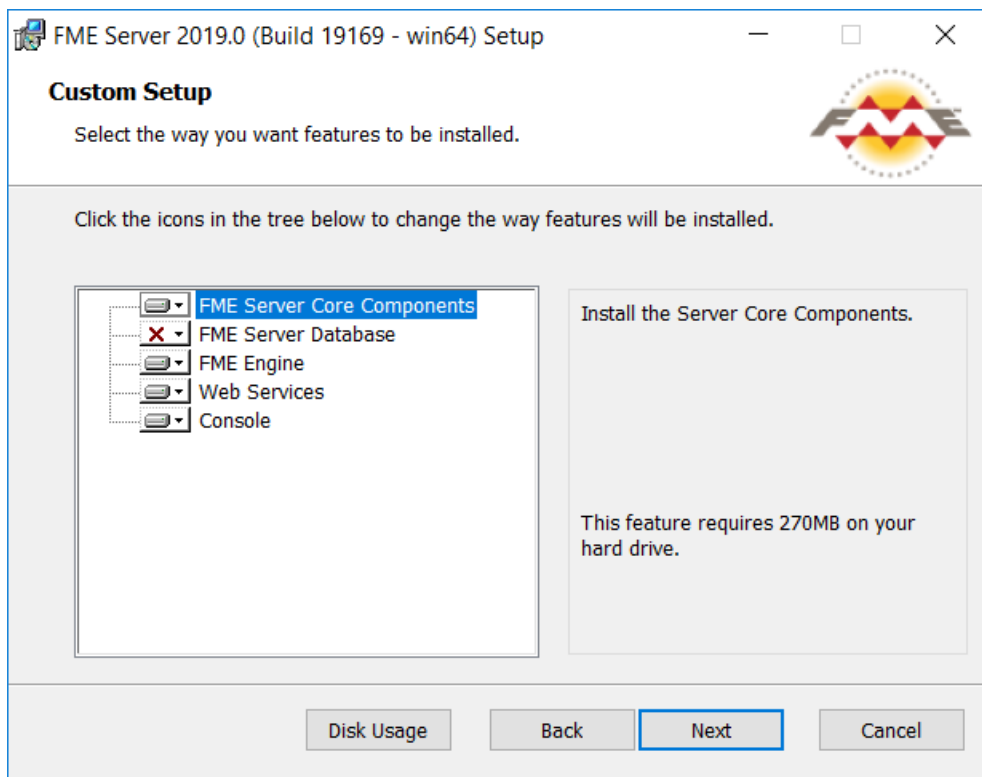 FME Server 2019.0 (Build 19169 - win64) Setup
Custom Setup
FME
Select the way you want features to be installed.
Click the icons in the tree below to change the way features will be installed.
FME Server Core Components
FME Server Database
FME Engine
Web Services
Console
Install the Server Core Components.
This feature requires 270MB on your
hard drive.
Disk Usage
Back
Next
Cancel